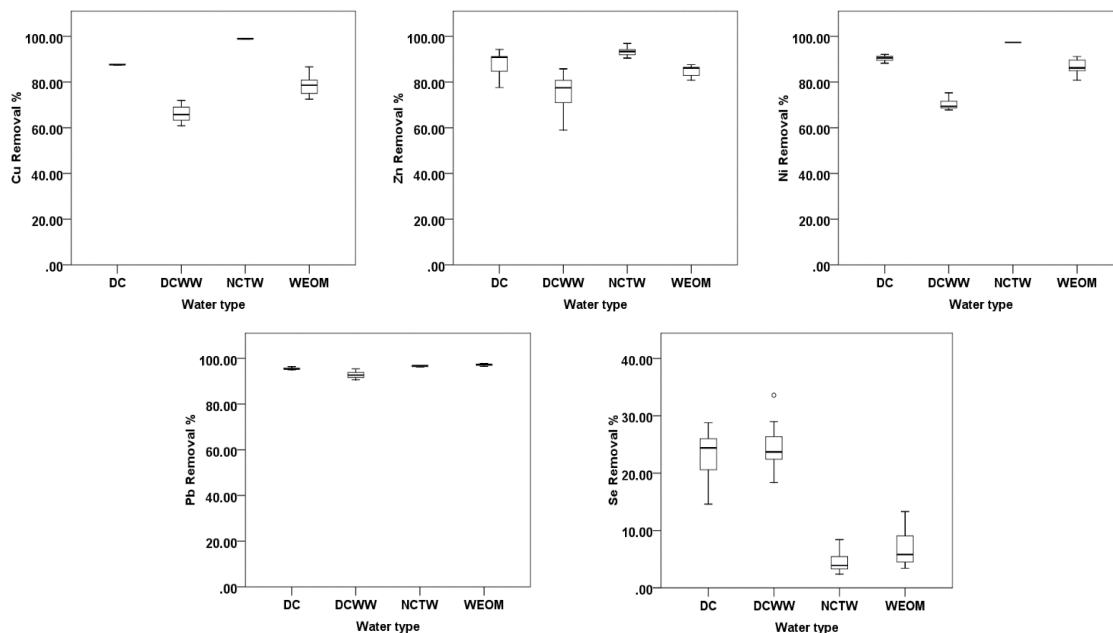 Cu Removal %
100.00
80.00
60.00
40.00
20.00
.00
DC DCWW NCTW WEOM
Water type
Zn Removal %
100.00
80.00
60.00
40.00
20.00
.00
DC DCWW NCTW WEOM
Water type
Ni Removal %
100.00
80.00
60.00
40.00
20.00
.00
DC DCWW NCTW WEOM
Water type
Pb Removal %
100.00
80.00
60.00
40.00
20.00
.00
DC DCWW NCTW WEOM
Water type
Se Removal %
40.00
30.00
20.00
10.00
.00
DC DCWW NCTW WEOM
Water type